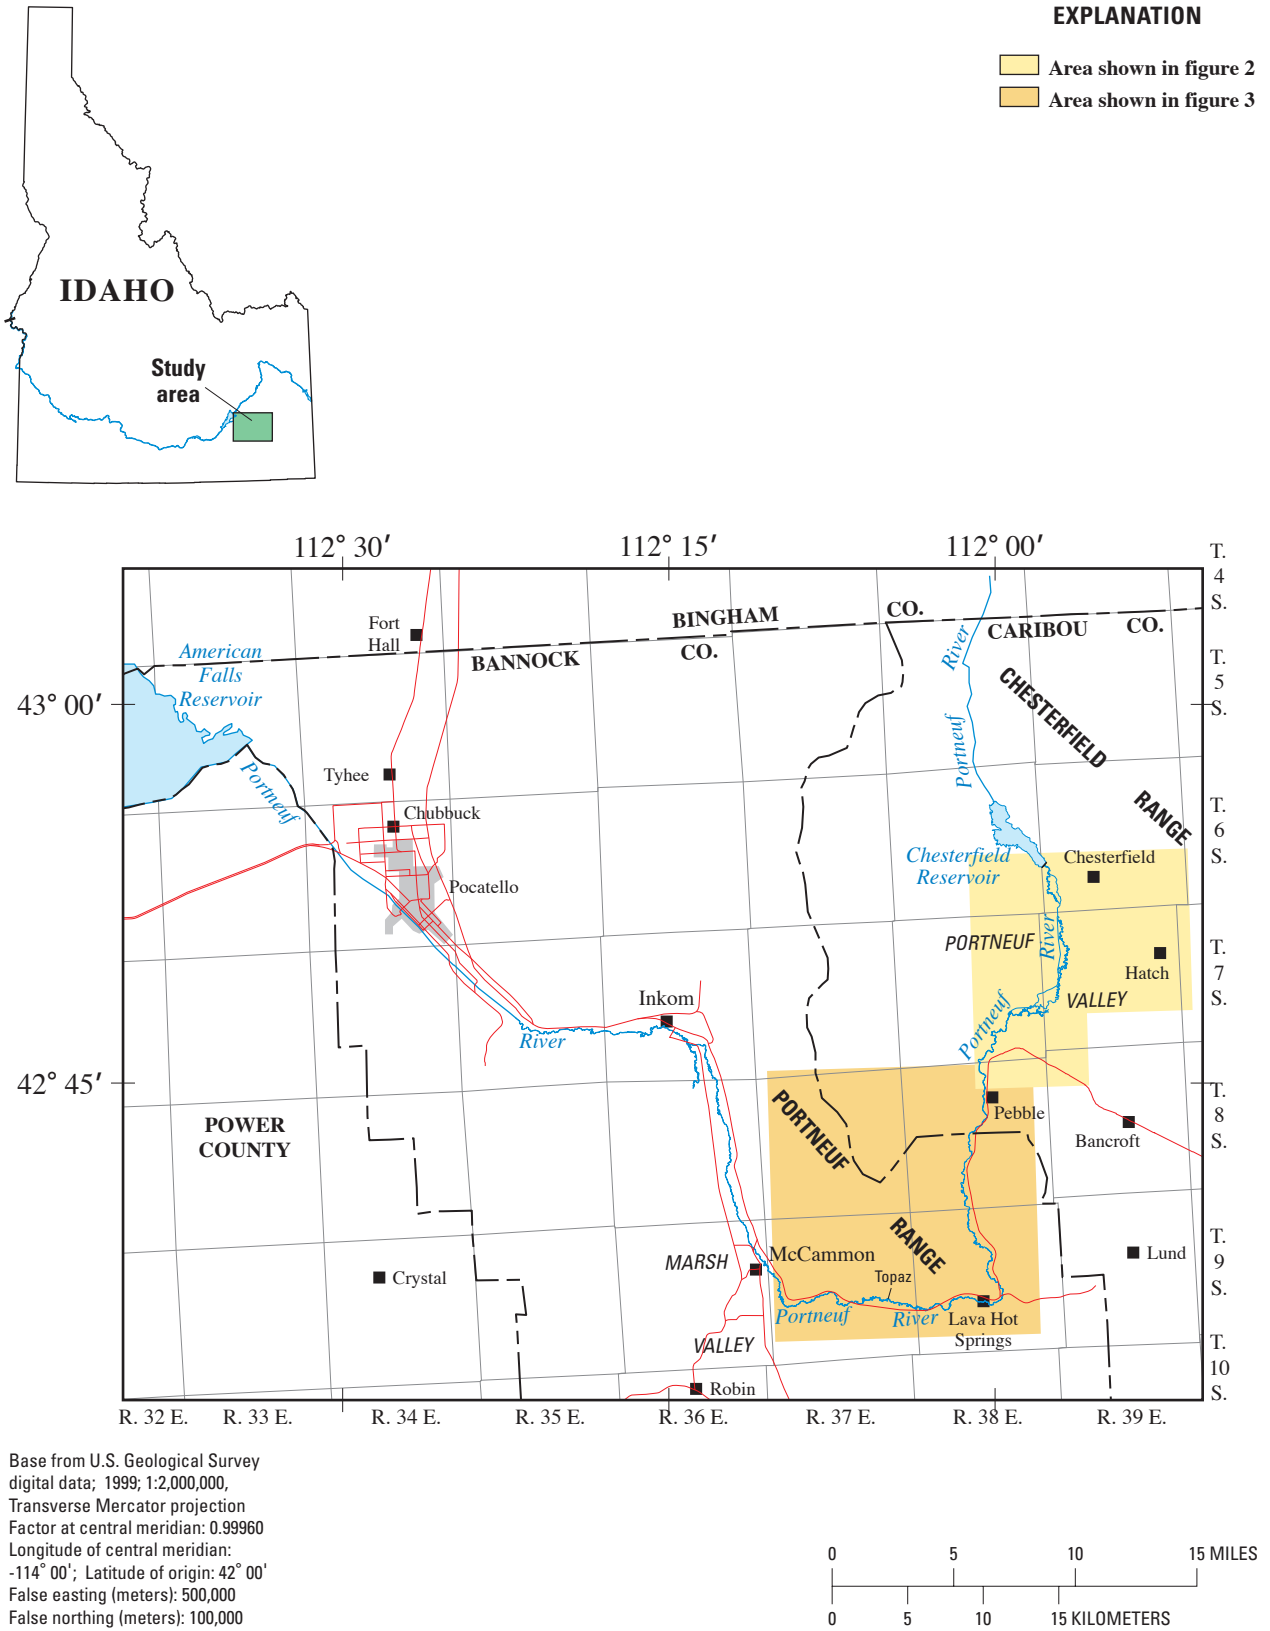 EXPLANATION
Area shown in figure 2
Area shown in figure 3
IDAHO
Study
area
112° 30′
112° 15′
112° 00′
T.
4
S.
Fort
Hall
BINGHAM
CO.
CARIBOU
CO.
BANNOCK
CO.
American
Falls
Reservoir
River
T.
5
S.
43° 00′
CHESTERFIELD
RANGE
Portneuf
Tyhee
Portneuf
Chubbuck
T.
6
S.
Chesterfield
Reservoir
Chesterfield
Pocatello
PORTNEUF
River
T.
7
S.
Hatch
VALLEY
Inkom
River
Portneuf
42° 45′
T.
8
S.
PORTNEUF
Pebble
Bancroft
POWER
COUNTY
RANGE
MARSH
McCammon
Topaz
Lund
T.
9
S.
Crystal
Portneuf
River
Lava Hot
Springs
VALLEY
T.
10
S.
Robin
R. 32 E.
R. 33 E.
R. 34 E.
R. 35 E.
R. 36 E.
R. 37 E.
R. 38 E.
R. 39 E.
Base from U.S. Geological Survey
digital data; 1999; 1:2,000,000,
Transverse Mercator projection
Factor at central meridian: 0.99960
Longitude of central meridian:
-114° 00'; Latitude of origin: 42° 00'
False easting (meters): 500,000
False northing (meters): 100,000
0 5 10 15 MILES
0 5 10 15 KILOMETERS